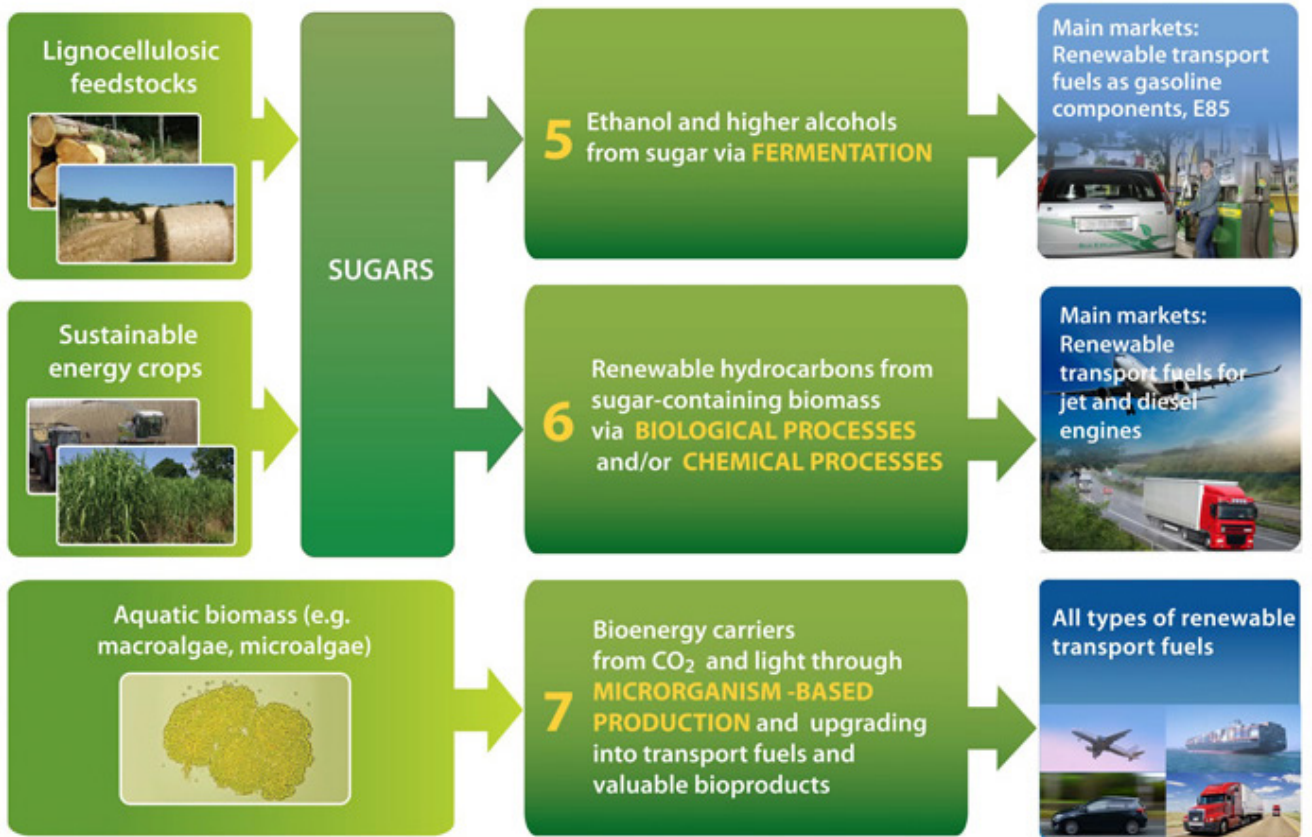 Lignocellulosic
feedstocks
SUGARS
5 Ethanol and higher alcohols
from sugar via FERMENTATION
Main markets:
Renewable transport
fuels as gasoline
components, E85
Sustainable
energy crops
6 Renewable hydrocarbons from
sugar-containing biomass
via BIOLOGICAL PROCESSES
and/or CHEMICAL PROCESSES
Main markets:
Renewable
transport fuels for
jet and diesel
engines
Aquatic biomass (e.g.
macroalgae, microalgae)
7 Bioenergy carriers
from CO₂ and light through
MICRORGANISM -BASED
PRODUCTION and upgrading
into transport fuels and
valuable bioproducts
All types of renewable
transport fuels